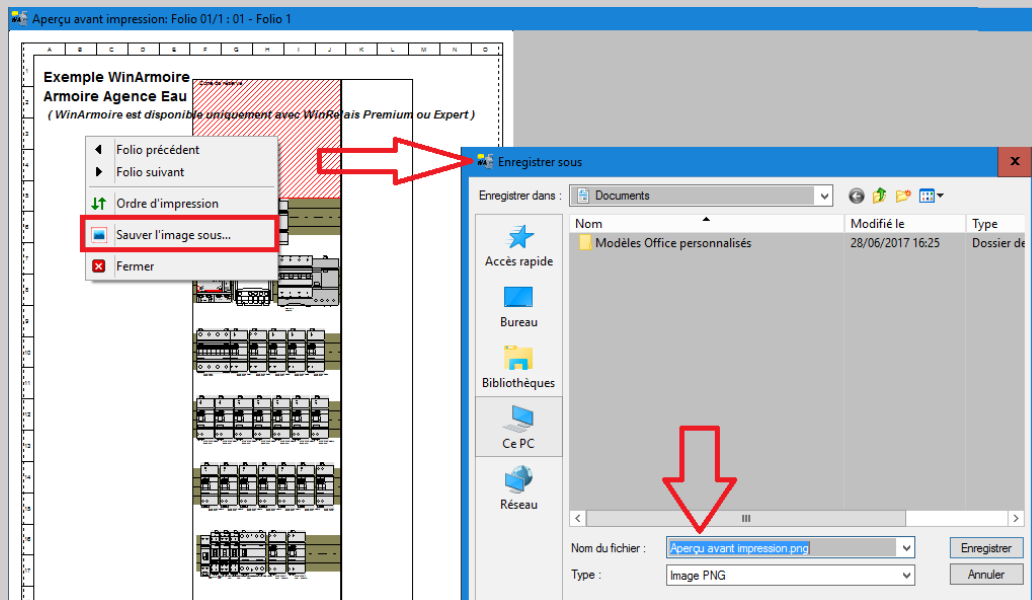 Aperçu avant impression: Folio 01/1 : 01 - Folio 1
A B C D E F G H I J K L M N O
Exemple WinArmoire
Armoire Agence Eau
( WinArmoire est disponible uniquement avec WinRelais Premium ou Expert )
Folio précédent
Folio suivant
Ordre d'impression
Sauver l'image sous...
Fermer
Enregistrer sous
x
Enregistrer dans :
Documents
Nom
Modifié le
Type
Modèles Office personnalisés
28/06/2017 16:25
Dossier de
Accès rapide
Bureau
Bibliothèques
Ce PC
Réseau
Nom du fichier :
Aperçu avant impression.png
Enregistrer
Type :
Image PNG
Annuler